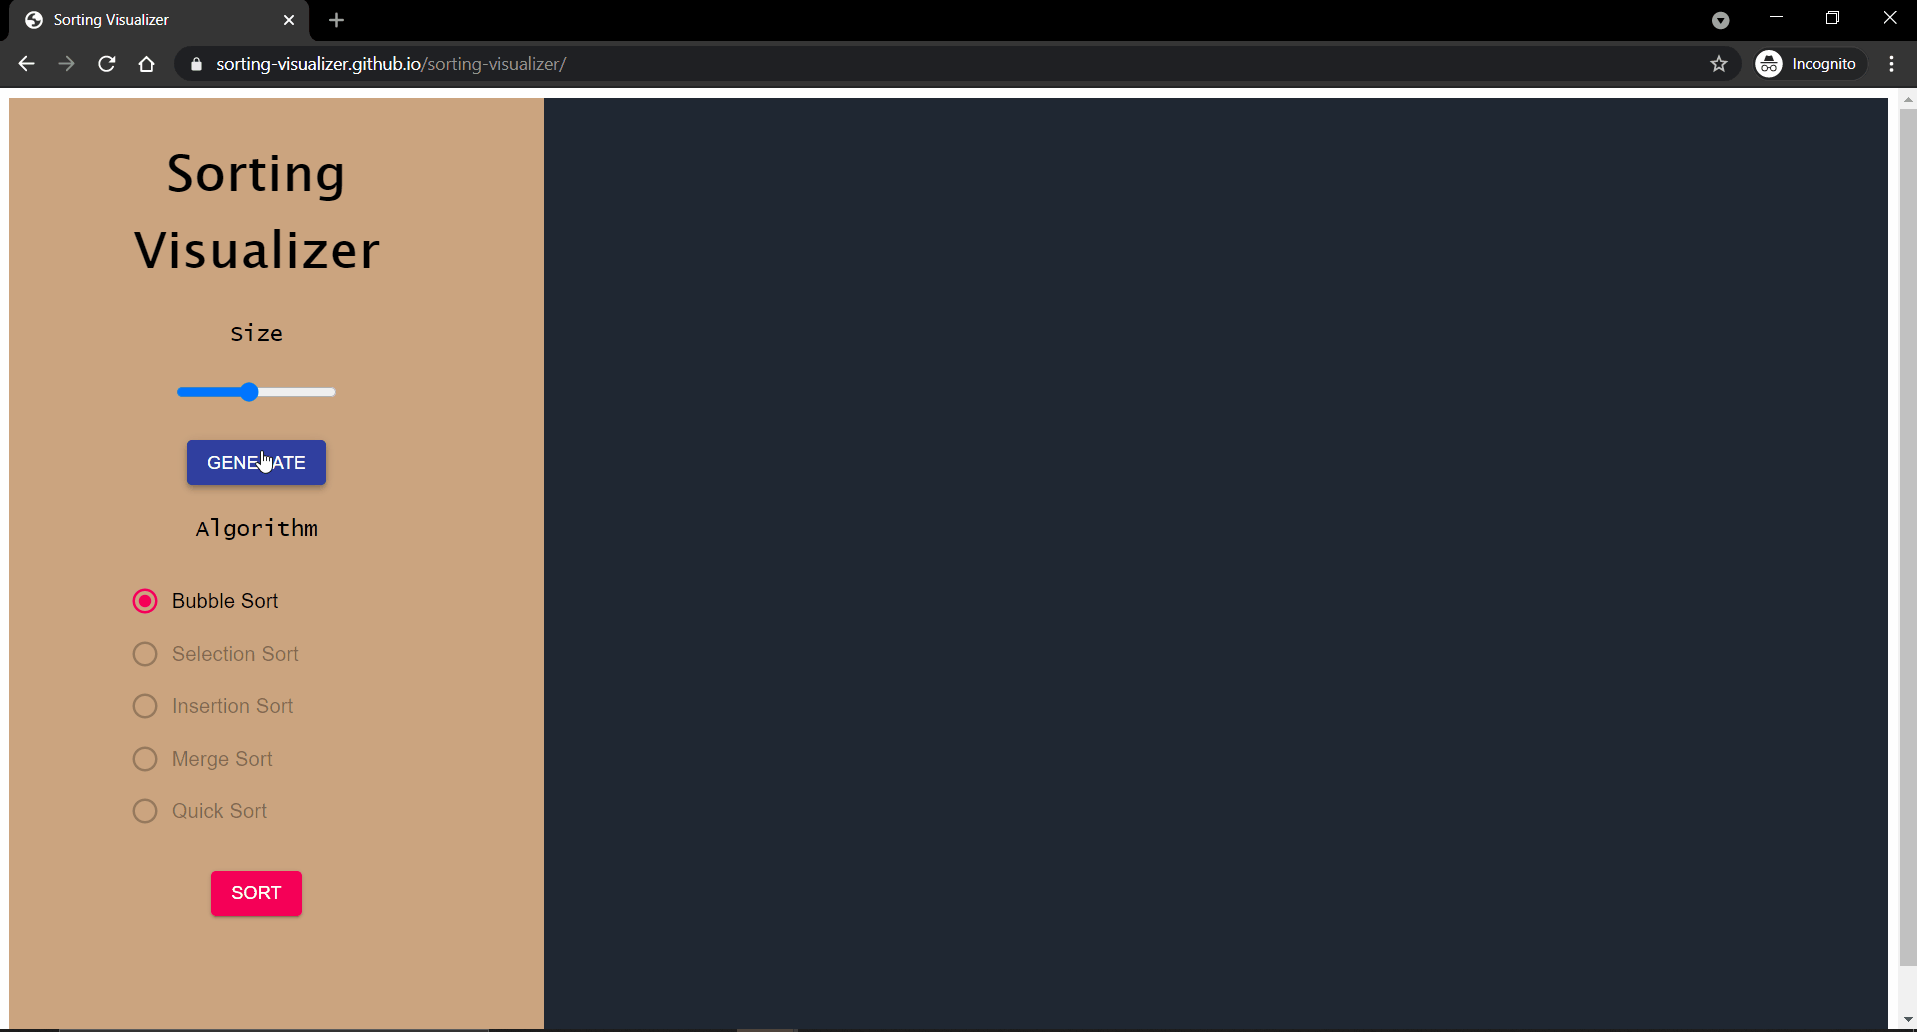 Sorting Visualizer
sorting-visualizer.github.io/sorting-visualizer/
Incognito
Sorting
Visualizer
Size
GENE ATE
Algorithm
Bubble Sort
Selection Sort
Insertion Sort
Merge Sort
Quick Sort
SORT